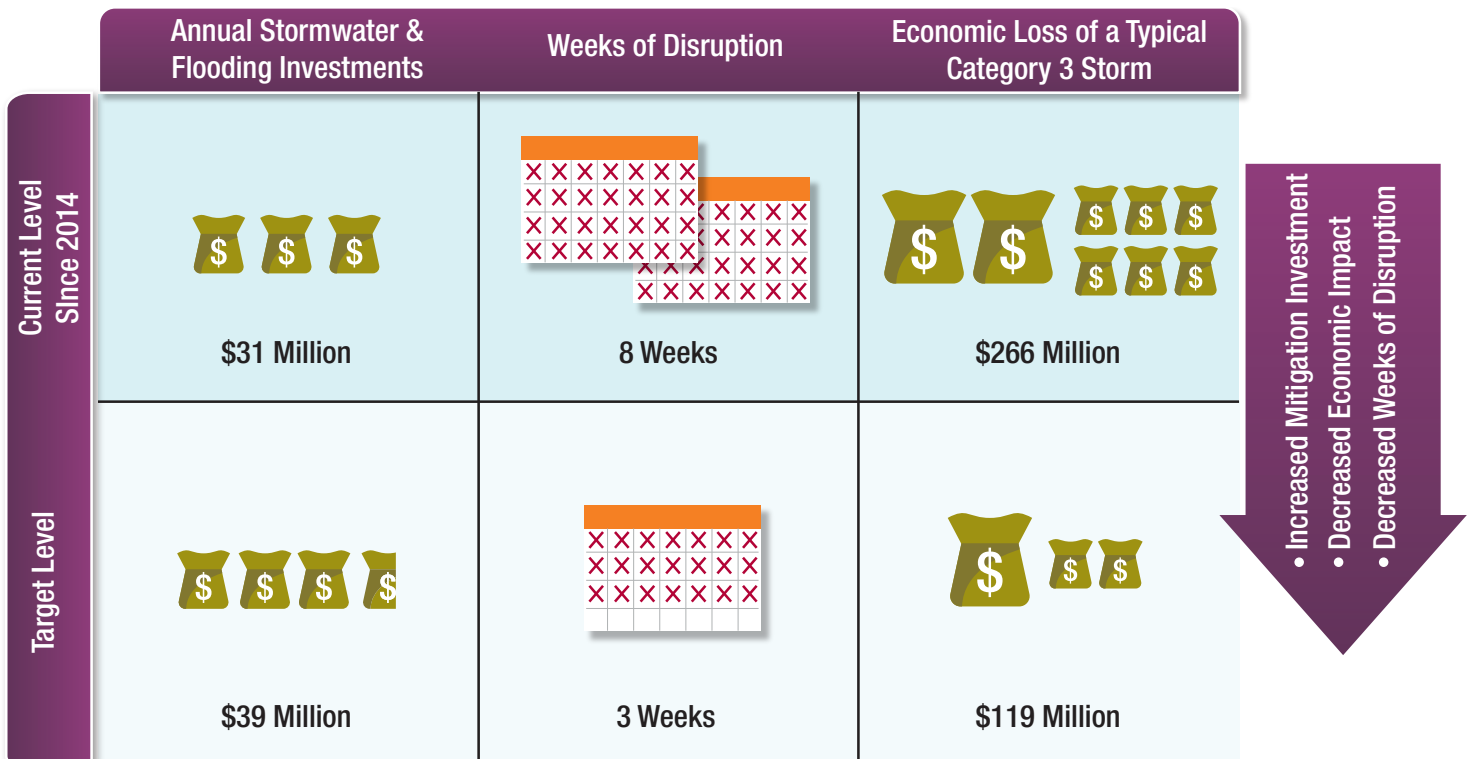 Annual Stormwater &
Flooding Investments
Weeks of Disruption
Economic Loss of a Typical
Category 3 Storm
Current Level
SInce 2014
$31 Million
8 Weeks
$266 Million
Target Level
$39 Million
3 Weeks
$119 Million
• Increased Mitigation Investment
• Decreased Economic Impact
• Decreased Weeks of Disruption